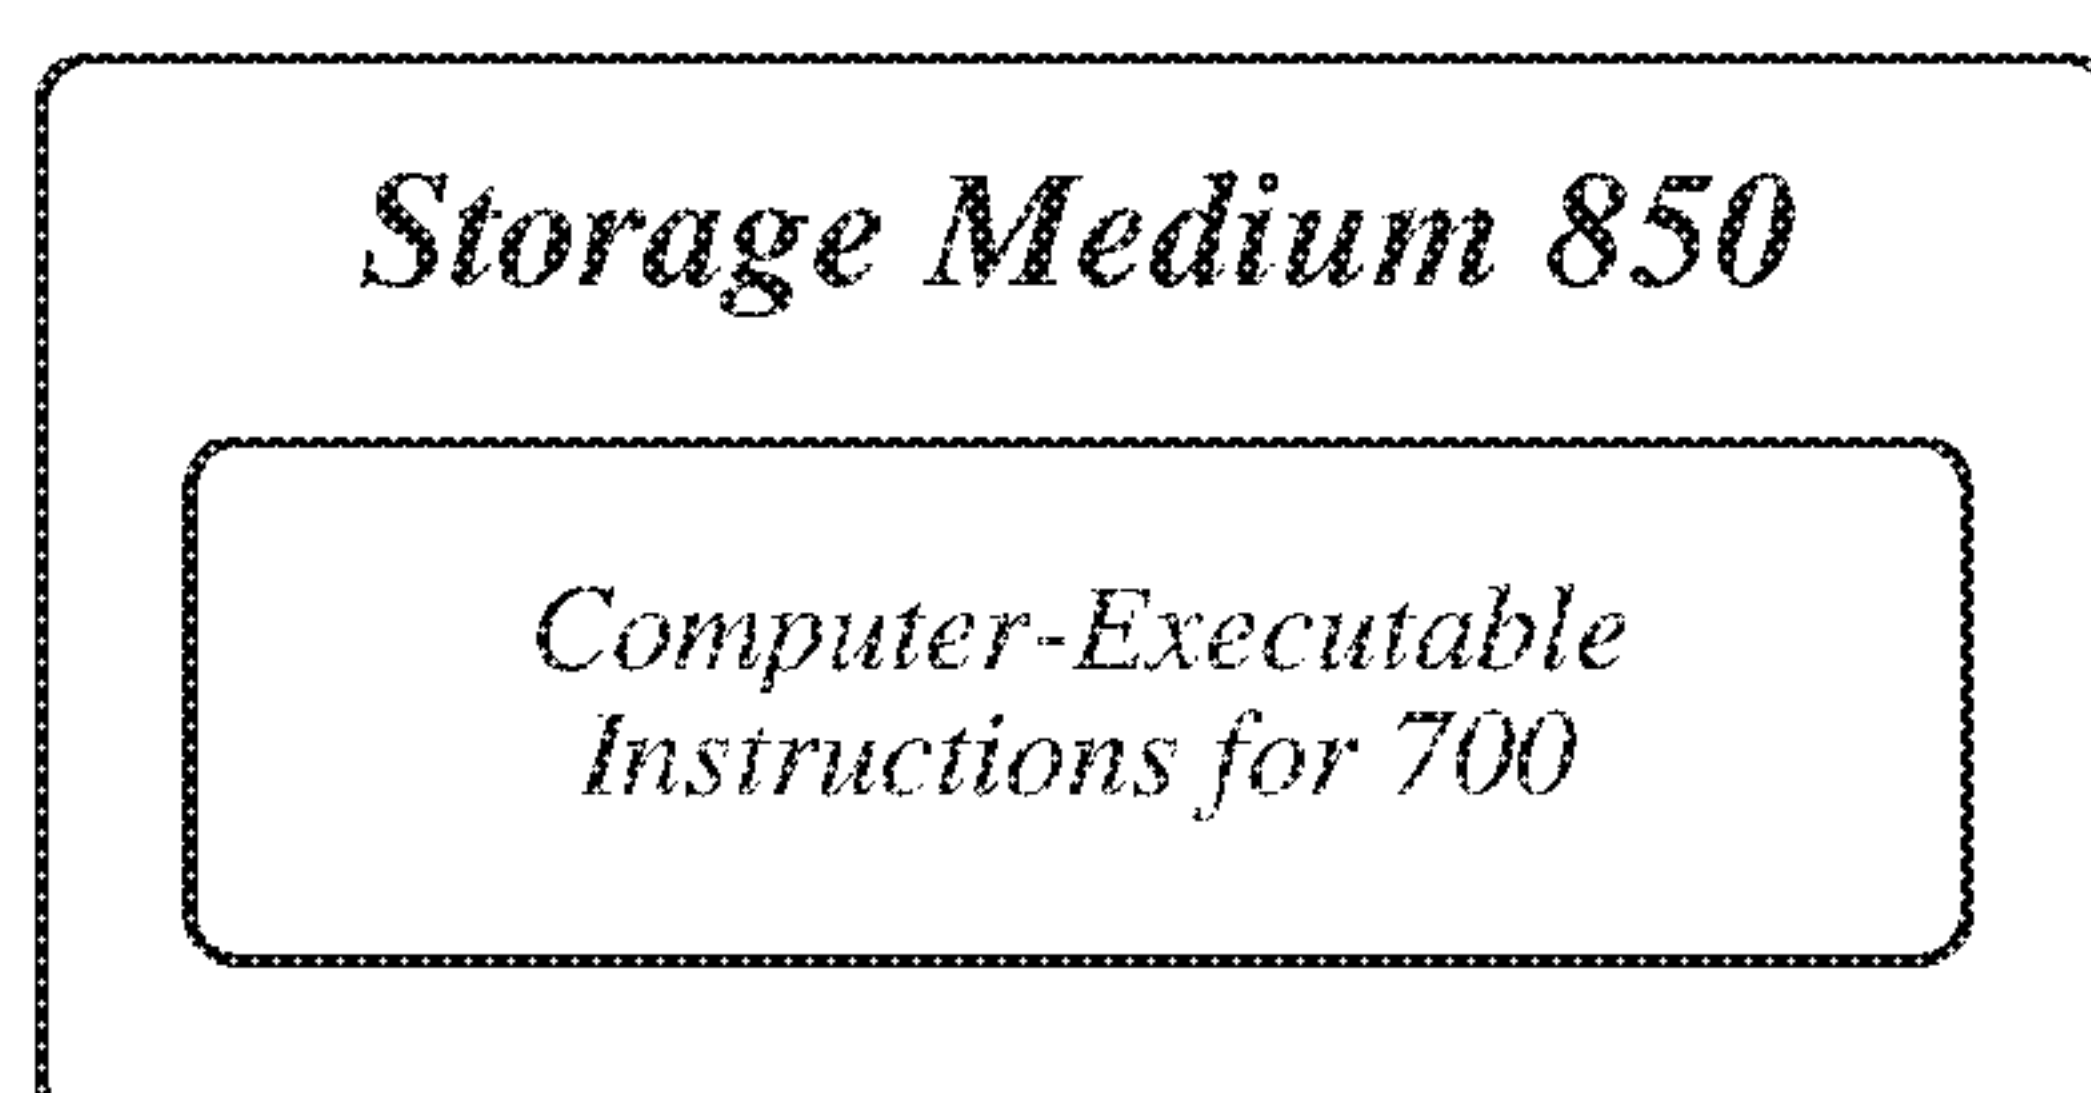 Storage Medium 850
Computer-Executable
Instructions for 700